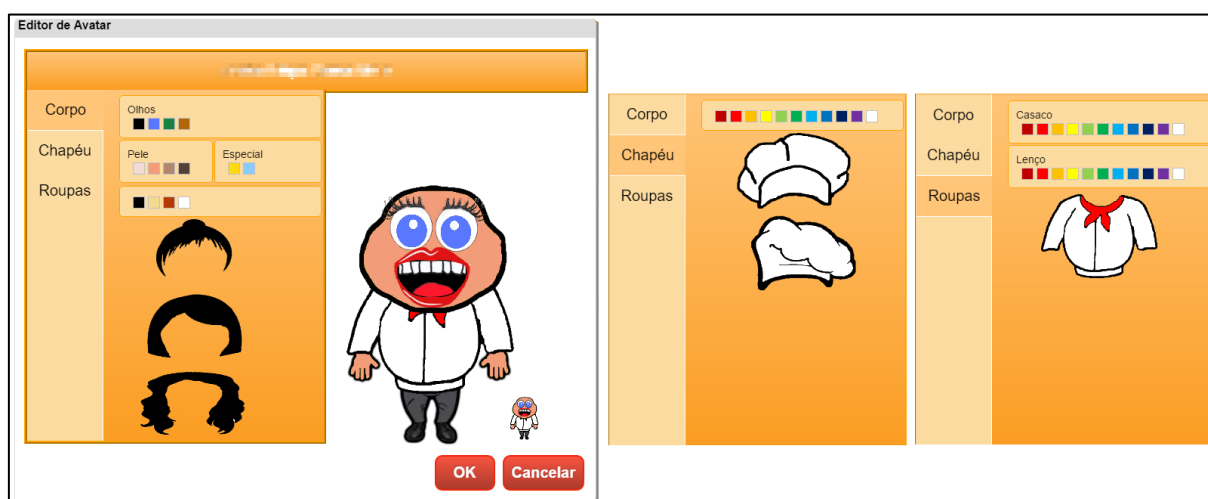 Editor de Avatar
Corpo
Chapéu
Roupas
Olhos
Pele
Especial
OK
Cancelar
Corpo
Chapéu
Roupas
Corpo
Chapéu
Roupas
Casaco
Lenço